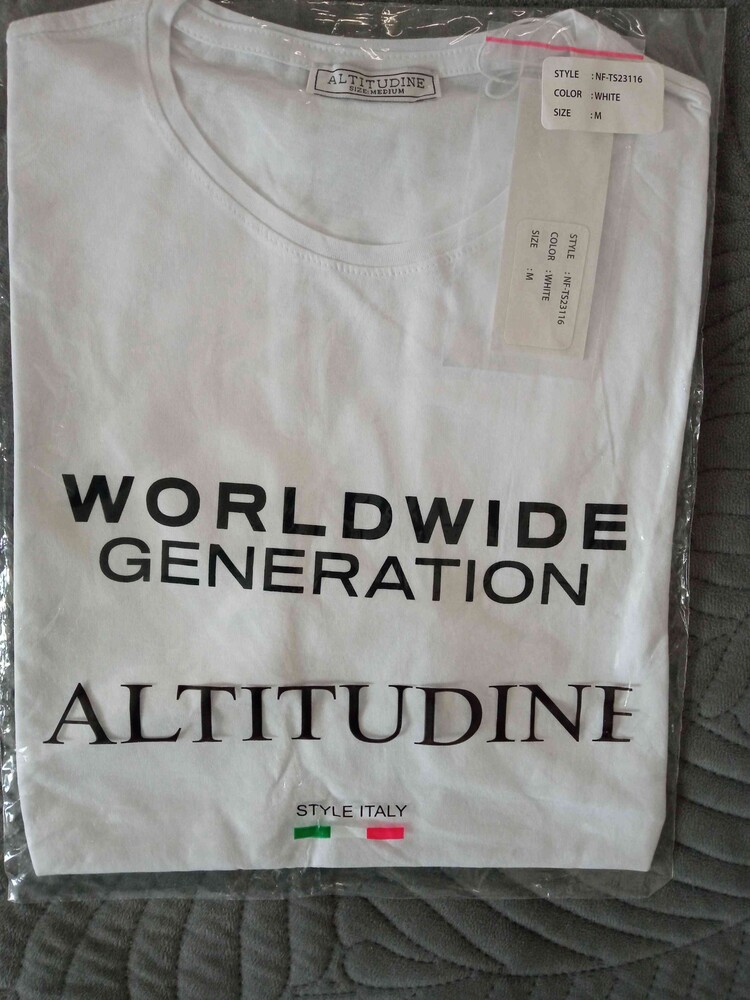 ALTITUDINE
SIZE:MEDIUM
STYLE : NF-TS23116
COLOR : WHITE
SIZE : M
STYLE : NF-TS23116
COLOR : WHITE
SIZE : M
WORLDWIDE
GENERATION
ALTITUDINE
STYLE ITALY